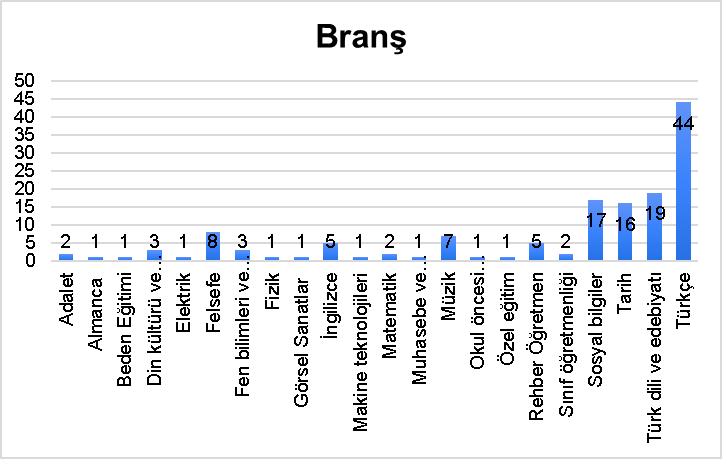 Branş
50
45
40
35
30
25
20
15
10
5
0
2
1
1
3
1
8
3
1
1
5
1
2
1
7
1
1
5
2
17
16
19
44
Adalet
Almanca
Beden Eğitimi
Din kültürü ve…
Elektrik
Felsefe
Fen bilimleri ve…
Fizik
Görsel Sanatlar
İngilizce
Makine teknolojileri
Matematik
Muhasebe ve…
Müzik
Okul öncesi…
Özel eğitim
Rehber Öğretmen
Sınıf öğretmenliği
Sosyal bilgiler
Tarih
Türk dili ve edebiyatı
Türkçe